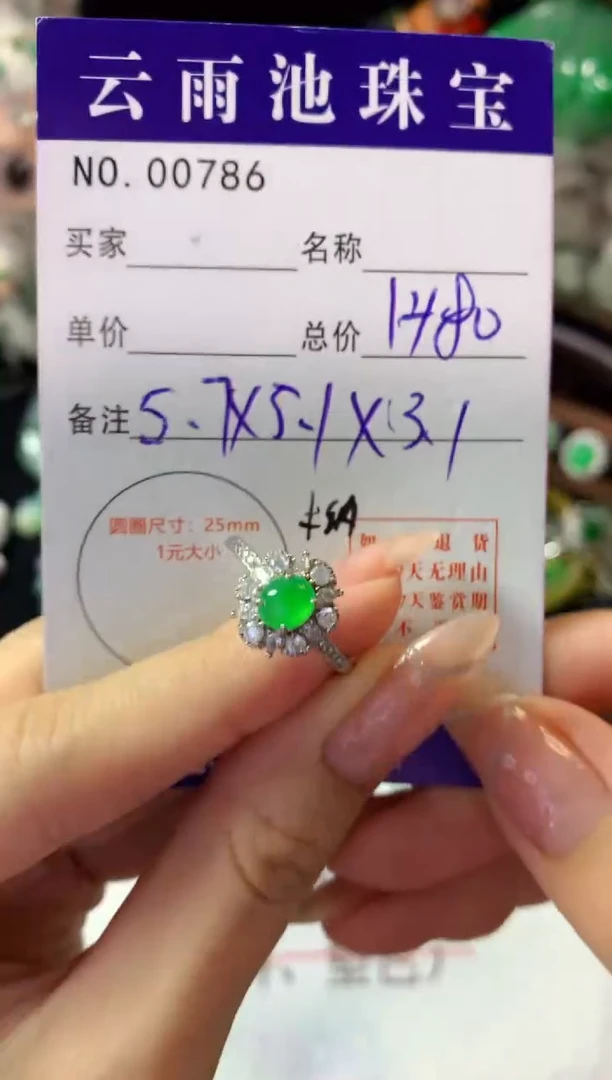 云雨池珠宝
NO. 00786
买家 名称
单价 总价 1480
备注 5.7X5.1X3.1
圆圈尺寸：25mm
1元大小
退货
天无理由
天鉴赏期
不